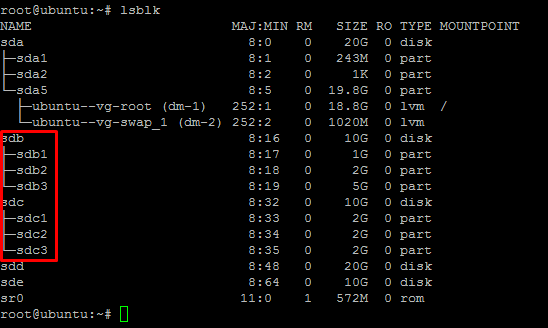 root@ubuntu:~# lsblk
NAME                         MAJ:MIN RM   SIZE RO TYPE MOUNTPOINT
sda                            8:0    0    20G  0 disk
├─sda1                         8:1    0   243M  0 part
├─sda2                         8:2    0     1K  0 part
└─sda5                         8:5    0  19.8G  0 part
  ├─ubuntu--vg-root (dm-1)   252:1    0  18.8G  0 lvm  /
  └─ubuntu--vg-swap_1 (dm-2) 252:2    0  1020M  0 lvm
sdb                            8:16   0    10G  0 disk
├─sdb1                         8:17   0     1G  0 part
├─sdb2                         8:18   0     2G  0 part
└─sdb3                         8:19   0     5G  0 part
sdc                            8:32   0    10G  0 disk
├─sdc1                         8:33   0     2G  0 part
├─sdc2                         8:34   0     2G  0 part
└─sdc3                         8:35   0     2G  0 part
sdd                            8:48   0    20G  0 disk
sde                            8:64   0    10G  0 disk
sr0                           11:0    1   572M  0 rom
root@ubuntu:~#